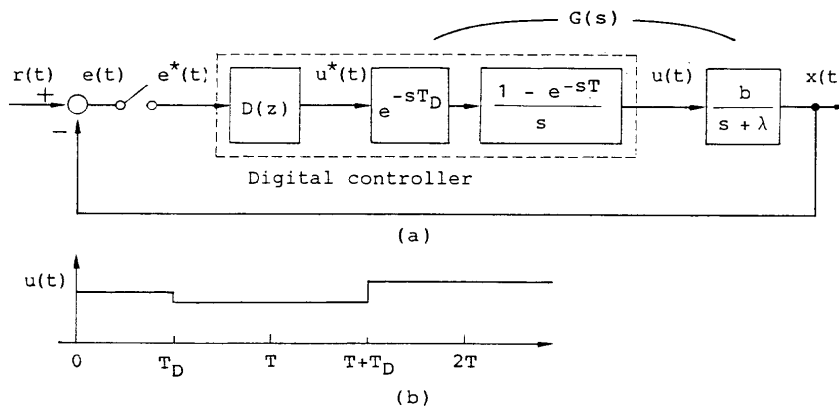 G(s)
r(t) e(t) e*(t) u*(t) u(t) x(t
+
−
D(z)
e^{-sT_D}
1 - e^{-sT}
s
b
s + λ
Digital controller
(a)
u(t)
0 T_D T T+T_D 2T
(b)